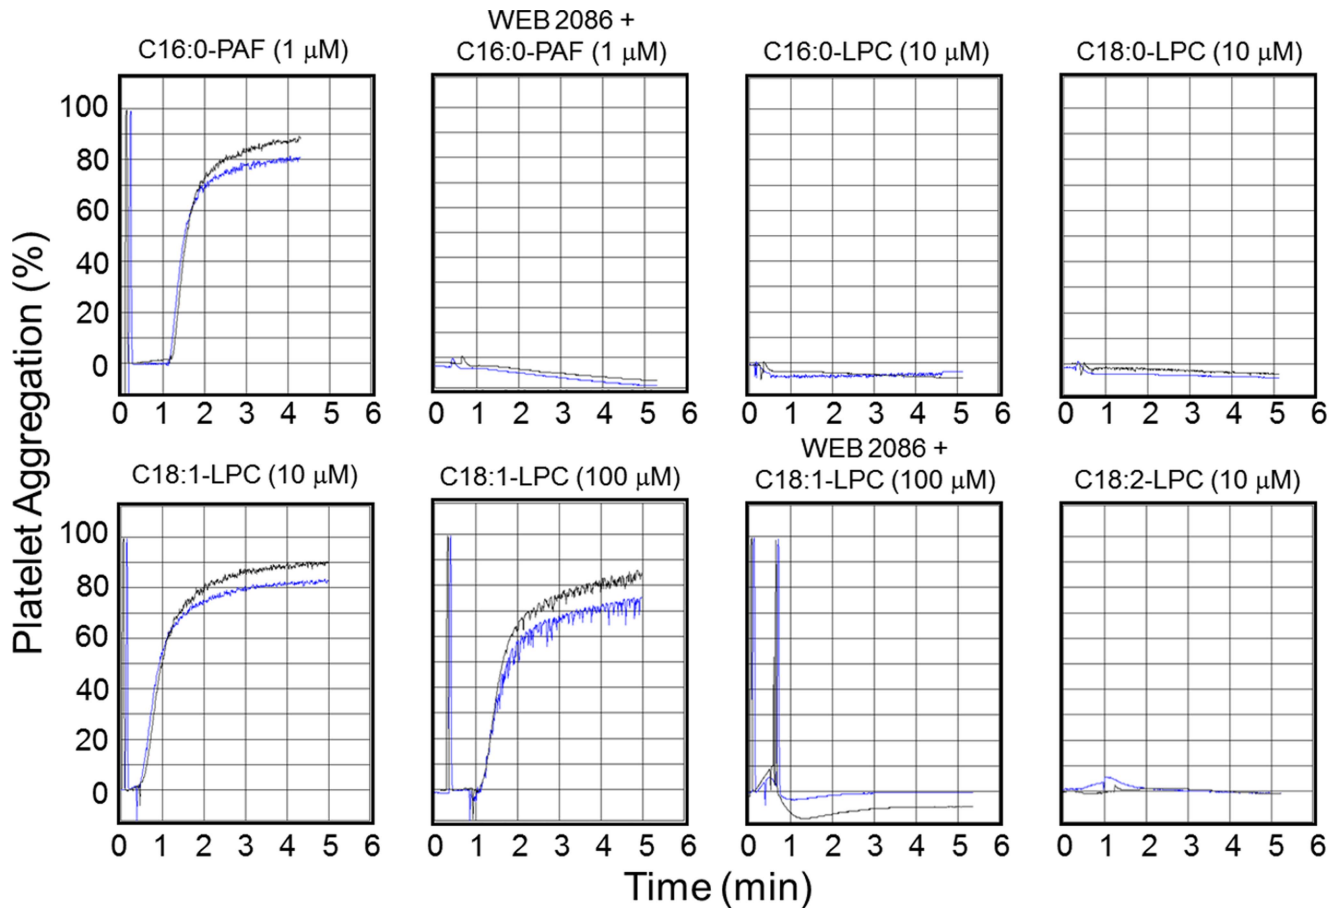 WEB 2086 +
C16:0-PAF (1 μM) C16:0-PAF (1 μM) C16:0-LPC (10 μM) C18:0-LPC (10 μM)
100
80
60
40
20
0
0 1 2 3 4 5 6 0 1 2 3 4 5 6 0 1 2 3 4 5 6 0 1 2 3 4 5 6
Platelet Aggregation (%)
WEB 2086 +
C18:1-LPC (10 μM) C18:1-LPC (100 μM) C18:1-LPC (100 μM) C18:2-LPC (10 μM)
100
80
60
40
20
0
0 1 2 3 4 5 6 0 1 2 3 4 5 6 0 1 2 3 4 5 6 0 1 2 3 4 5 6
Time (min)